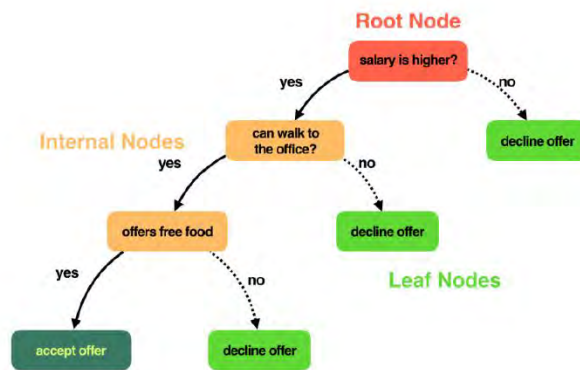 Root Node
salary is higher?
yes
no
Internal Nodes
can walk to
the office?
decline offer
yes
no
offers free food
decline offer
yes
no
Leaf Nodes
accept offer
decline offer